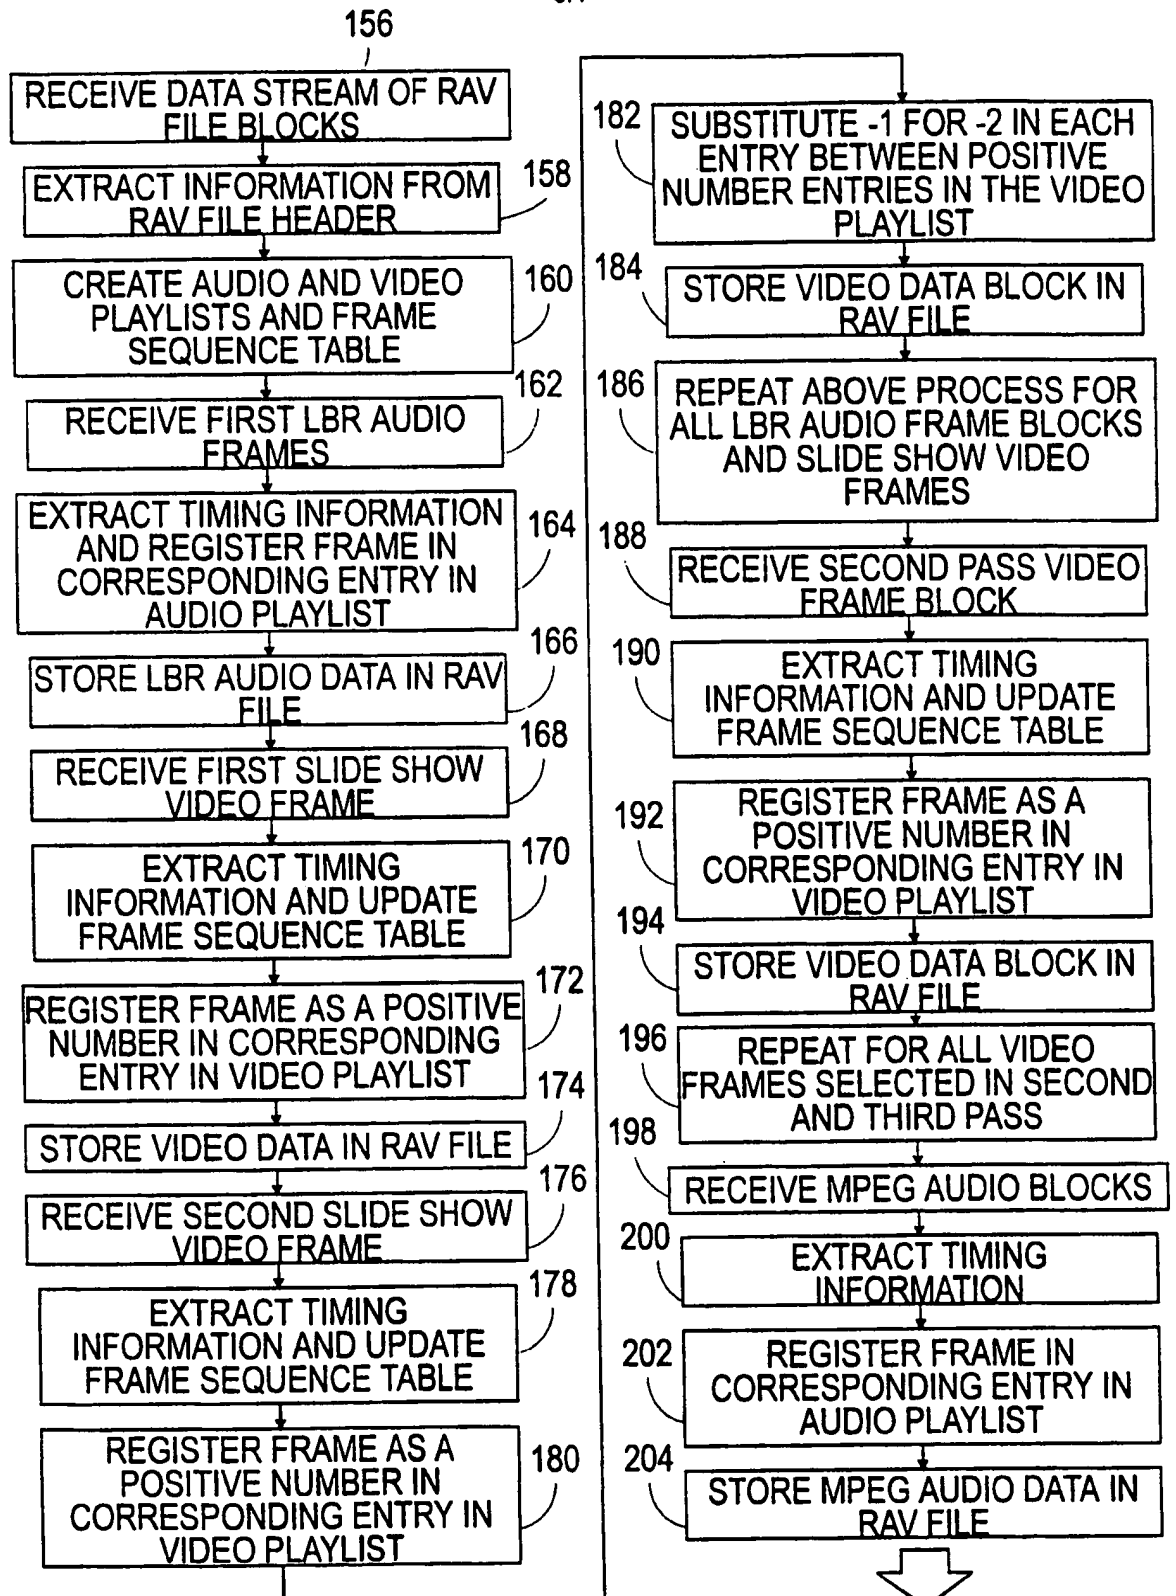 156
RECEIVE DATA STREAM OF RAV
FILE BLOCKS
EXTRACT INFORMATION FROM
RAV FILE HEADER
158
CREATE AUDIO AND VIDEO
PLAYLISTS AND FRAME
SEQUENCE TABLE
160
RECEIVE FIRST LBR AUDIO
FRAMES
162
EXTRACT TIMING INFORMATION
AND REGISTER FRAME IN
CORRESPONDING ENTRY IN
AUDIO PLAYLIST
164
STORE LBR AUDIO DATA IN RAV
FILE
166
RECEIVE FIRST SLIDE SHOW
VIDEO FRAME
168
EXTRACT TIMING
INFORMATION AND UPDATE
FRAME SEQUENCE TABLE
170
REGISTER FRAME AS A POSITIVE
NUMBER IN CORRESPONDING
ENTRY IN VIDEO PLAYLIST
172
STORE VIDEO DATA IN RAV FILE
174
RECEIVE SECOND SLIDE SHOW
VIDEO FRAME
176
EXTRACT TIMING
INFORMATION AND UPDATE
FRAME SEQUENCE TABLE
178
REGISTER FRAME AS A
POSITIVE NUMBER IN
CORRESPONDING ENTRY IN
VIDEO PLAYLIST
180
182
SUBSTITUTE -1 FOR -2 IN EACH
ENTRY BETWEEN POSITIVE
NUMBER ENTRIES IN THE VIDEO
PLAYLIST
184
STORE VIDEO DATA BLOCK IN
RAV FILE
186
REPEAT ABOVE PROCESS FOR
ALL LBR AUDIO FRAME BLOCKS
AND SLIDE SHOW VIDEO
FRAMES
188
RECEIVE SECOND PASS VIDEO
FRAME BLOCK
190
EXTRACT TIMING
INFORMATION AND UPDATE
FRAME SEQUENCE TABLE
192
REGISTER FRAME AS A
POSITIVE NUMBER IN
CORRESPONDING ENTRY IN
VIDEO PLAYLIST
194
STORE VIDEO DATA BLOCK IN
RAV FILE
196
REPEAT FOR ALL VIDEO
FRAMES SELECTED IN SECOND
AND THIRD PASS
198
RECEIVE MPEG AUDIO BLOCKS
200
EXTRACT TIMING
INFORMATION
202
REGISTER FRAME IN
CORRESPONDING ENTRY IN
AUDIO PLAYLIST
204
STORE MPEG AUDIO DATA IN
RAV FILE